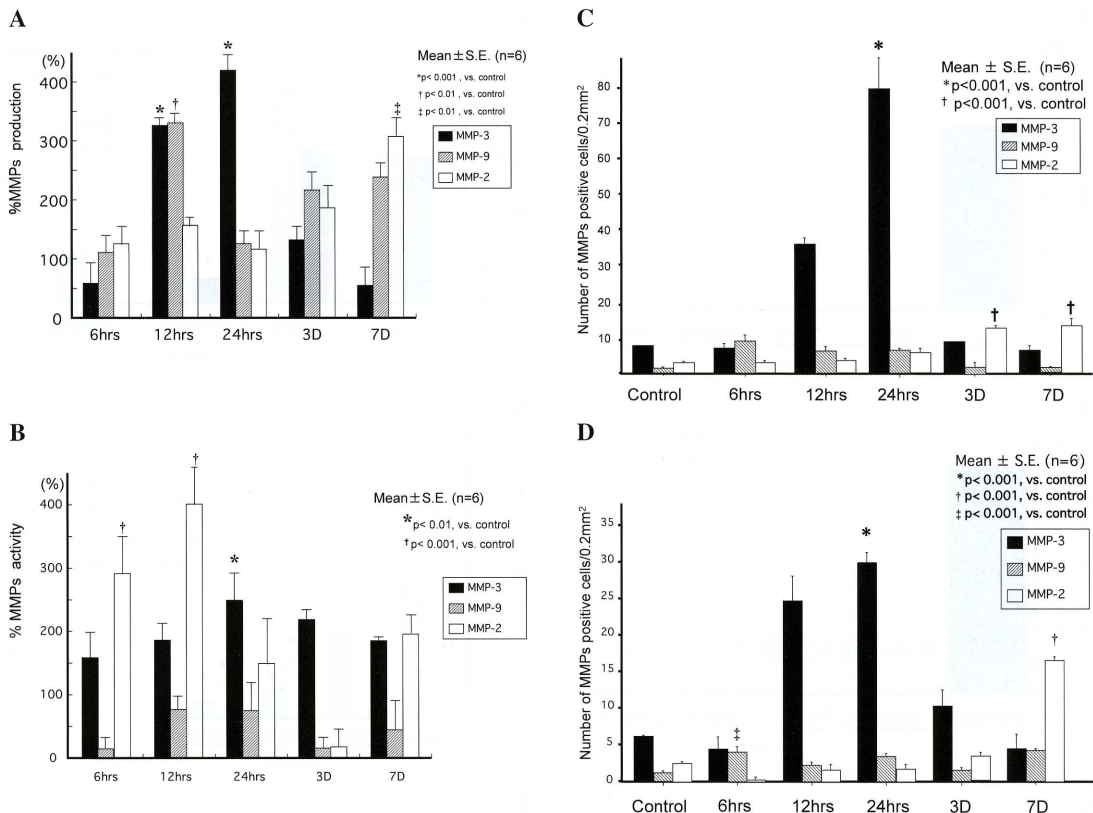 A
(%)
Mean ± S.E. (n=6)
*p< 0.001 , vs. control
† p< 0.01 , vs. control
‡ p< 0.01 , vs. control
MMP-3
MMP-9
MMP-2
%MMPs production
400
300
200
100
0
* † * ‡
6hrs 12hrs 24hrs 3D 7D
B
(%)
Mean ± S.E. (n=6)
*p< 0.01, vs. control
†p< 0.001, vs. control
MMP-3
MMP-9
MMP-2
% MMPs activity
400
300
200
100
0
† † *
6hrs 12hrs 24hrs 3D 7D
C
Mean ± S.E. (n=6)
*p<0.001, vs. control
† p<0.001, vs. control
MMP-3
MMP-9
MMP-2
Number of MMPs positive cells/0.2mm²
80
70
60
50
40
30
20
10
* † †
Control 6hrs 12hrs 24hrs 3D 7D
D
Mean ± S.E. (n=6)
*p< 0.001, vs. control
† p< 0.001, vs. control
‡ p< 0.001, vs. control
MMP-3
MMP-9
MMP-2
Number of MMPs positive cells/0.2mm²
35
30
25
20
15
10
5
0
‡ * †
Control 6hrs 12hrs 24hrs 3D 7D